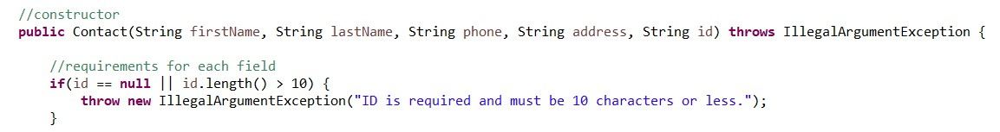 //constructor
public Contact(String firstName, String lastName, String phone, String address, String id) throws IllegalArgumentException {
//requirements for each field
if(id == null || id.length() > 10) {
throw new IllegalArgumentException("ID is required and must be 10 characters or less.");
}